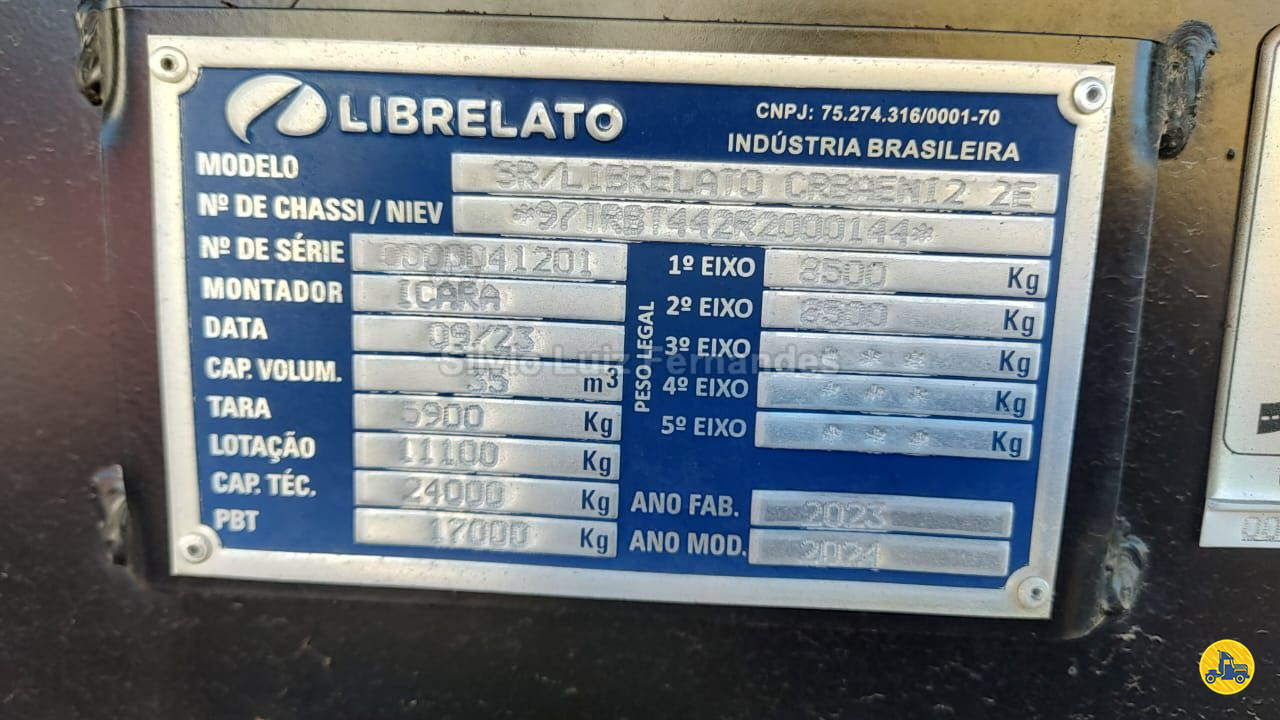 LIBRELATO
CNPJ: 75.274.316/0001-70
INDÚSTRIA BRASILEIRA
MODELO SR/LIBRELATO CRBAEN12 2E
Nº DE CHASSI / NIEV *97TRBT442R2000144*
Nº DE SÉRIE 0000041201
MONTADOR ICARA
DATA 09/23
CAP. VOLUM. 35 m³
TARA 5900 Kg
LOTAÇÃO 11100 Kg
CAP. TÉC. 24000 Kg
PBT 17000 Kg
PESO LEGAL
1º EIXO 8500 Kg
2º EIXO 8500 Kg
3º EIXO * * * Kg
4º EIXO * * * Kg
5º EIXO * * * Kg
ANO FAB. 2023
ANO MOD. 2024
Silvio Luiz Fernandes